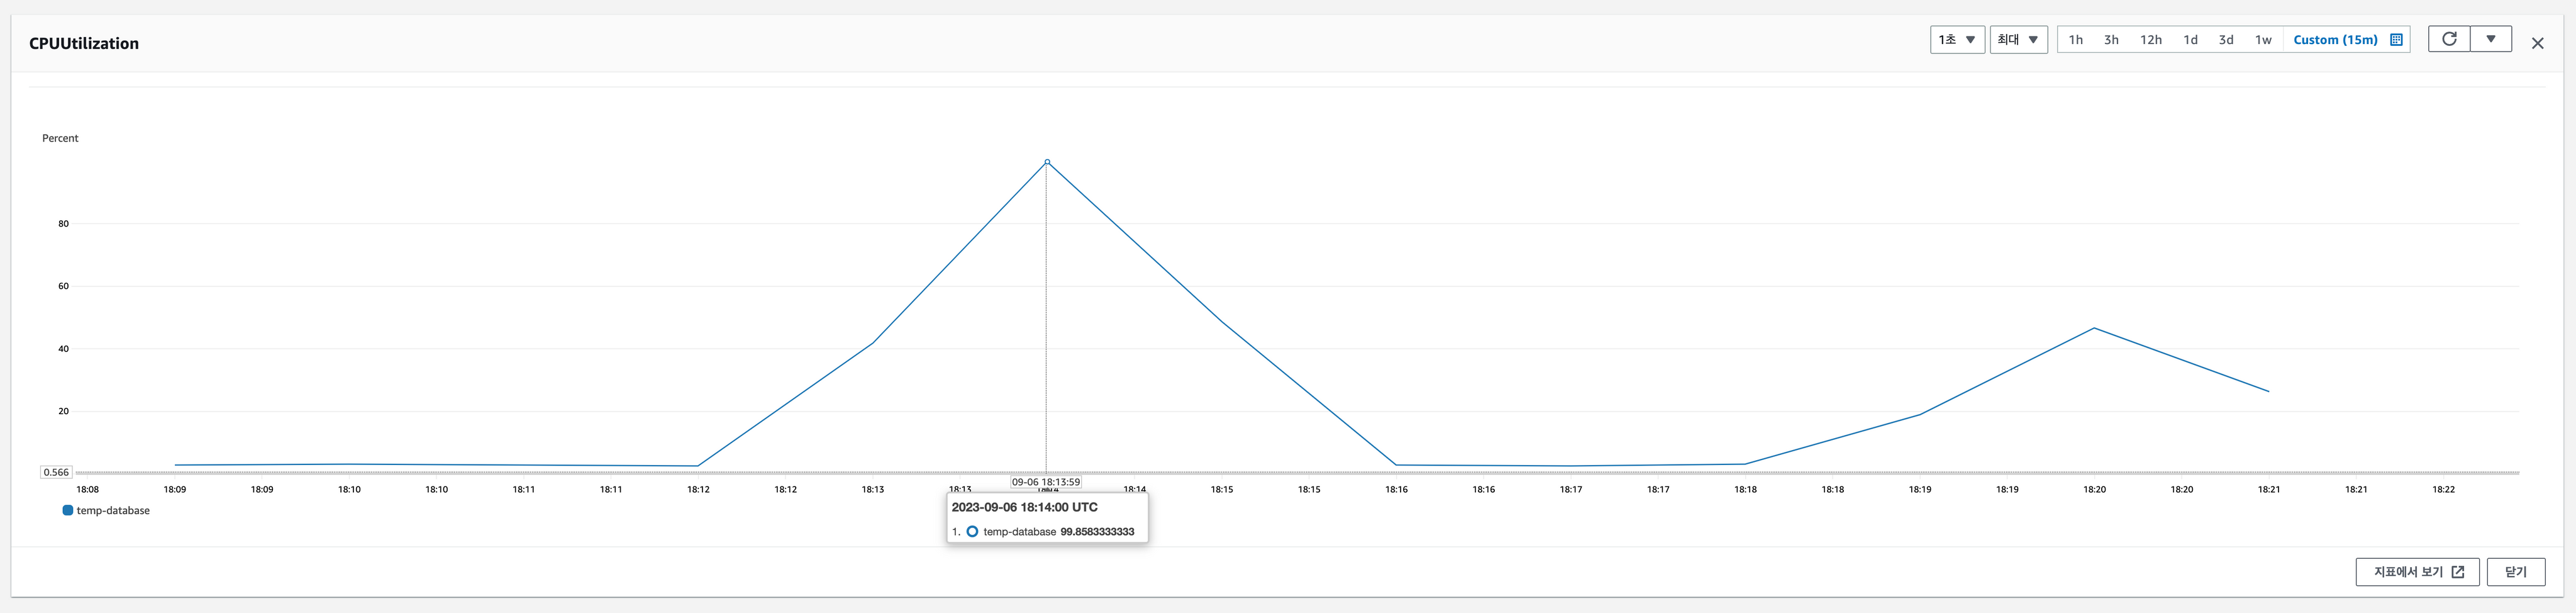 CPUUtilization
1초 ▼ 최대 ▼ 1h 3h 12h 1d 3d 1w Custom (15m)
Percent
80
60
40
20
0.566
09-06 18:13:59
18:08 18:09 18:09 18:10 18:10 18:11 18:11 18:12 18:12 18:13 18:13 18:14 18:15 18:15 18:16 18:16 18:17 18:17 18:18 18:18 18:19 18:19 18:20 18:20 18:21 18:21 18:22
temp-database
2023-09-06 18:14:00 UTC
1. temp-database 99.8583333333
지표에서 보기
닫기